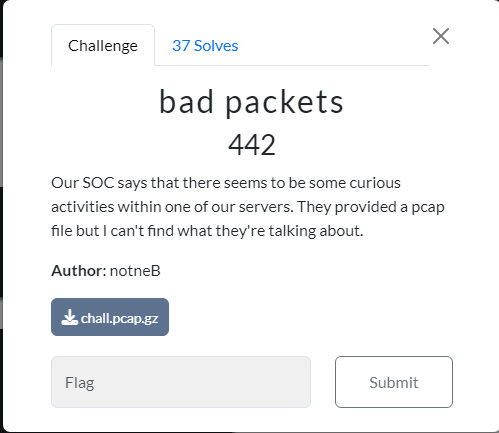 Challenge
37 Solves
bad packets
442
Our SOC says that there seems to be some curious
activities within one of our servers. They provided a pcap
file but I can't find what they're talking about.
Author: notneB
chall.pcap.gz
Flag
Submit